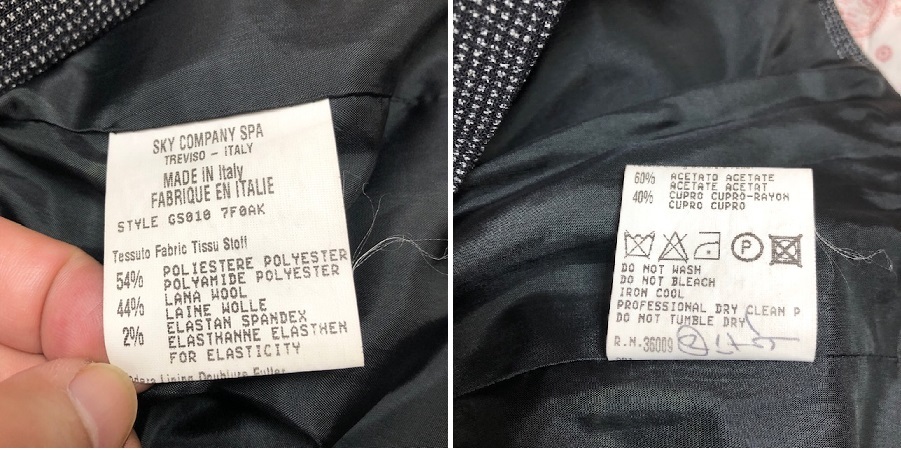 SKY COMPANY SPA
TREVISO - ITALY
MADE IN Italy
FABRIQUE EN ITALIE
STYLE GS010 7F0AK
Tessuto Fabric Tissu Stoff
54% POLIESTERE POLYESTER
POLYAMIDE POLYESTER
44% LANA WOOL
LAINE WOLLE
2% ELASTAN SPANDEX
ELASTHANNE ELASTHEN
FOR ELASTICITY
Lining Doublure Futter
60% ACETATO ACETATE
ACETATE ACETAT
40% CUPRO CUPRO-RAYON
CUPRO CUPRO
P
DO NOT WASH
DO NOT BLEACH
IRON COOL
PROFESSIONAL DRY CLEAN P
DO NOT TUMBLE DRY
R.N.36009